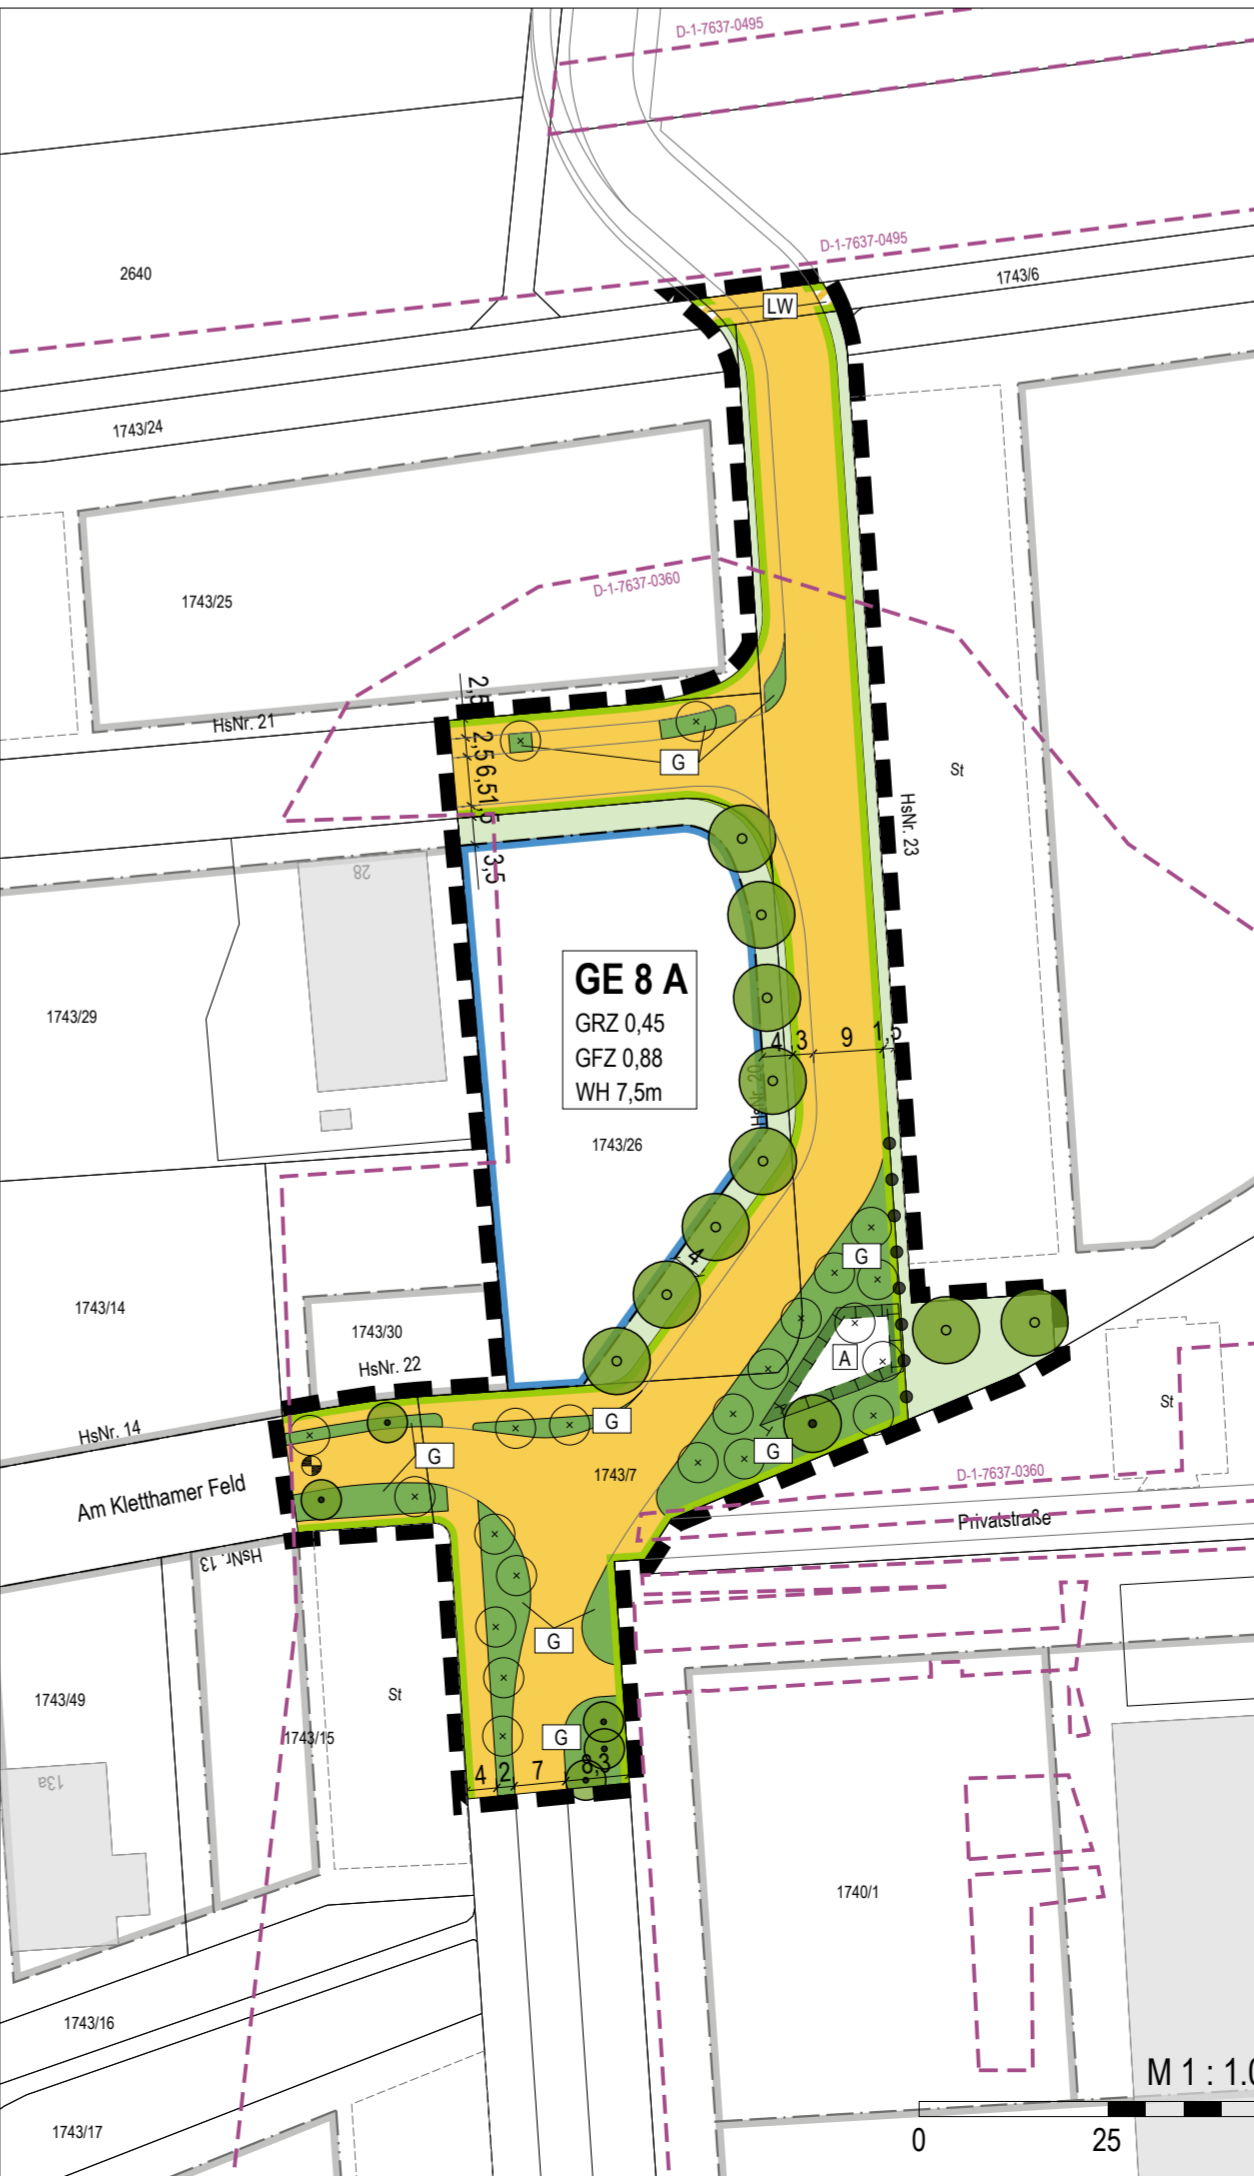 D-1-7637-0495
D-1-7637-0495
2640
1743/6
LW
1743/24
D-1-7637-0360
1743/25
2,5
HsNr. 21
2,5
6,5
1,5
G
St
HsNr. 23
3,5
28
GE 8 A
GRZ 0,45
GFZ 0,88
WH 7,5m
1743/29
4
3
9
1,5
HsNr. 20
1743/26
4
G
1743/14
1743/30
HsNr. 22
A
St
HsNr. 14
G
G
G
1743/7
D-1-7637-0360
Am Kletthamer Feld
Privatstraße
HsNr. 13
G
1743/49
St
1743/15
G
13a
4
2
7
8,3
1740/1
1743/16
M 1 : 1.0
1743/17
0
25